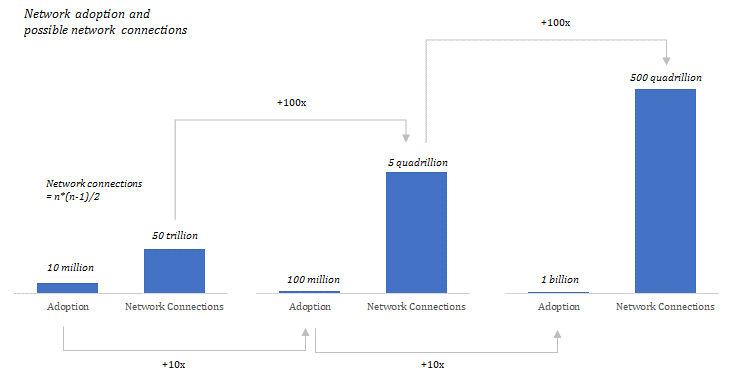 Network adoption and
possible network connections
+100x
500 quadrillion
+100x
5 quadrillion
Network connections
= n*(n-1)/2
50 trillion
10 million
100 million
1 billion
Adoption
Network Connections
Adoption
Network Connections
Adoption
Network Connections
+10x
+10x